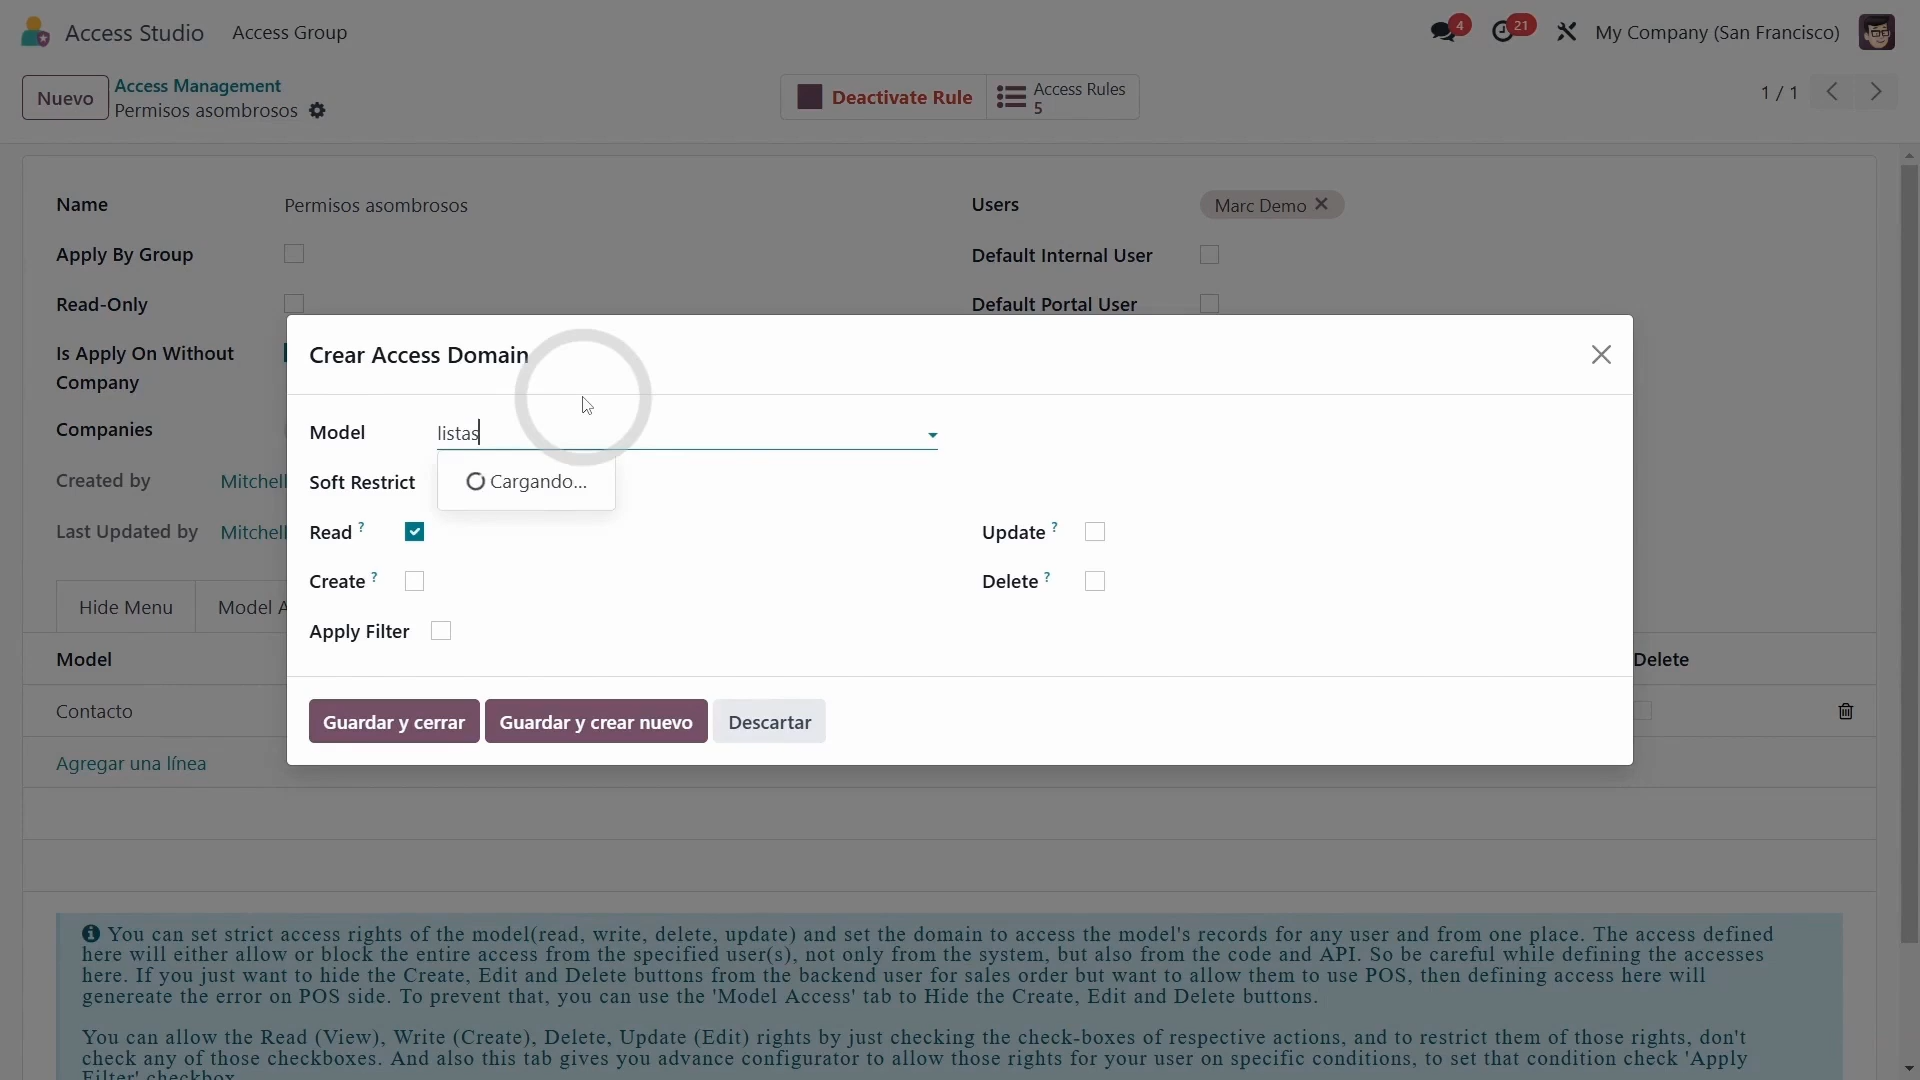 Access Studio
Access Group
4
21
My Company (San Francisco)
Nuevo
Access Management
Permisos asombrosos
Deactivate Rule
Access Rules
5
1 / 1
Name
Permisos asombrosos
Users
Marc Demo
Apply By Group
Default Internal User
Read-Only
Default Portal User
Is Apply On Without
Company
Companies
Created by
Mitchell
Last Updated by
Mitchell
Crear Access Domain
Model
listas
Soft Restrict
Cargando...
Read ?
Update ?
Create ?
Delete ?
Apply Filter
Guardar y cerrar
Guardar y crear nuevo
Descartar
Hide Menu
Model A
Model
Delete
Contacto
Agregar una línea
You can set strict access rights of the model(read, write, delete, update) and set the domain to access the model's records for any user and from one place. The access defined
here will either allow or block the entire access from the specified user(s), not only from the system, but also from the code and API. So be careful while defining the accesses
here. If you just want to hide the Create, Edit and Delete buttons from the backend user for sales order but want to allow them to use POS, then defining access here will
genereate the error on POS side. To prevent that, you can use the 'Model Access' tab to Hide the Create, Edit and Delete buttons.
You can allow the Read (View), Write (Create), Delete, Update (Edit) rights by just checking the check-boxes of respective actions, and to restrict them of those rights, don't
check any of those checkboxes. And also this tab gives you advance configurator to allow those rights for your user on specific conditions, to set that condition check 'Apply
Filter' checkbox